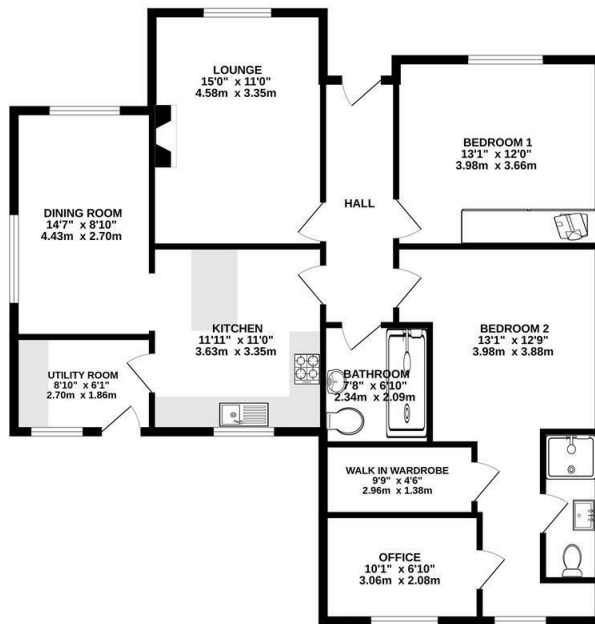 LOUNGE
15'0" x 11'0"
4.58m x 3.35m
BEDROOM 1
13'1" x 12'0"
3.98m x 3.66m
HALL
DINING ROOM
14'7" x 8'10"
4.43m x 2.70m
KITCHEN
11'11" x 11'0"
3.63m x 3.35m
BEDROOM 2
13'1" x 12'9"
3.98m x 3.88m
UTILITY ROOM
8'10" x 6'1"
2.70m x 1.86m
BATHROOM
7'8" x 6'10"
2.34m x 2.09m
WALK IN WARDROBE
9'9" x 4'6"
2.96m x 1.38m
OFFICE
10'1" x 6'10"
3.06m x 2.08m